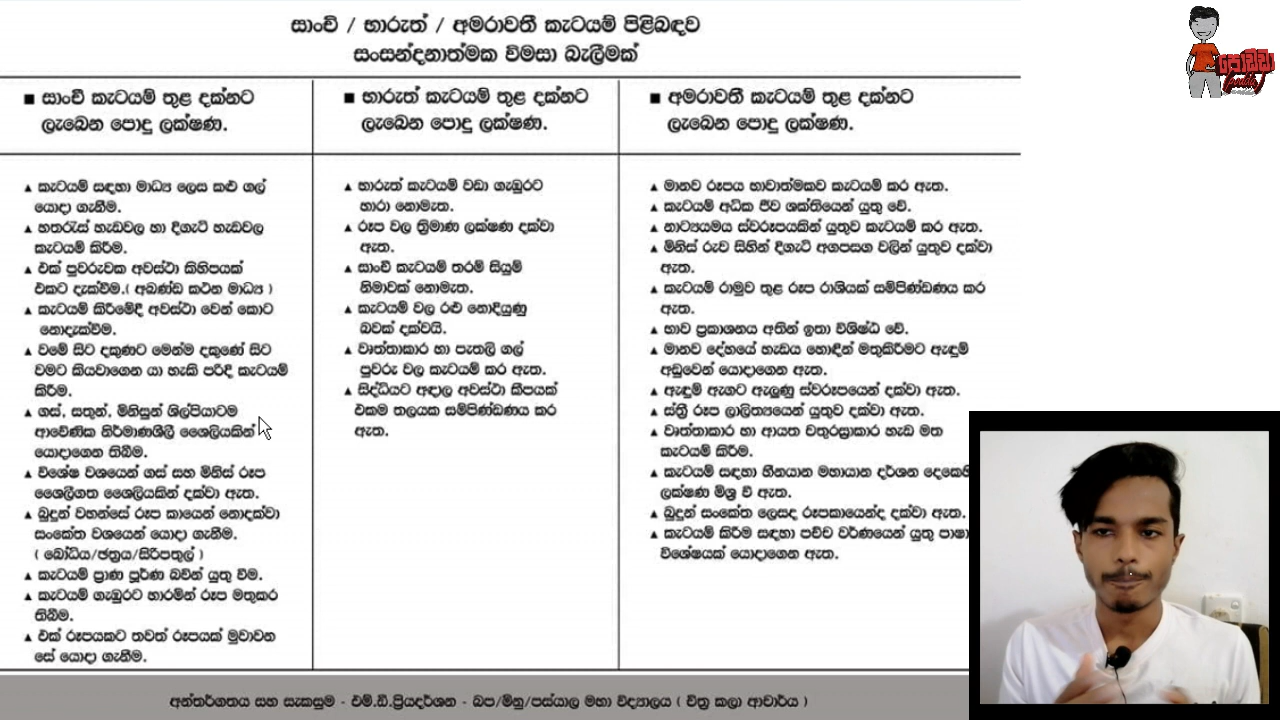 සාංචි / භාරුත් / අමරාවතී කැටයම් පිළිබඳව
සංසන්දනාත්මක විමසා බැලීමක්
■ සාංචි කැටයම් තුළ දක්නට
ලැබෙන පොදු ලක්ෂණ.
▲ කැටයම් සඳහා මාධ්‍ය ලෙස කළු ගල්
යොදා ගැනීම.
▲ හතරැස් හැඩවල හා දිගැටි හැඩවල
කැටයම් කිරීම.
▲ එක් පුවරුවක අවස්ථා කිහිපයක්
එකට දැක්වීම.( අඛණ්ඩ කථන මාධ්‍ය )
▲ කැටයම් කිරීමේදී අවස්ථා වෙන් කොට
නොදැක්වීම.
▲ වමේ සිට දකුණට මෙන්ම දකුණේ සිට
වමට කියවාගෙන යා හැකි පරිදි කැටයම්
කිරීම.
▲ ගස්, සතුන්, මිනිසුන් ශිල්පියාටම
ආවේණික නිර්මාණශීලී ශෛලියකින්
යොදාගෙන තිබීම.
▲ විශේෂ වශයෙන් ගස් සහ මිනිස් රූප
ශෛලීගත ශෛලියකින් දක්වා ඇත.
▲ බුදුන් වහන්සේ රූප කායෙන් නොදක්වා
සංකේත වශයෙන් යොදා ගැනීම.
( බෝධිය/ඡත්‍රය/සිරිපතුල් )
▲ කැටයම් ප්‍රාණ පූර්ණ බවින් යුතු වීම.
▲ කැටයම් ගැඹුරට හාරමින් රූප මතුකර
තිබීම.
▲ එක් රූපයකට තවත් රූපයක් මුවාවන
සේ යොදා ගැනීම.
■ භාරුත් කැටයම් තුළ දක්නට
ලැබෙන පොදු ලක්ෂණ.
▲ භාරුත් කැටයම් වඩා ගැඹුරට
හාරා නොමැත.
▲ රූප වල ත්‍රිමාණ ලක්ෂණ දක්වා
ඇත.
▲ සාංචි කැටයම් තරම් සියුම්
නිමාවක් නොමැත.
▲ කැටයම් වල රළු නොදියුණු
බවක් දක්වයි.
▲ වෘත්තාකාර හා පැතලි ගල්
පුවරු වල කැටයම් කර ඇත.
▲ සිද්ධියට අඳාල අවස්ථා කීපයක්
එකම තලයක සම්පිණ්ඩණය කර
ඇත.
■ අමරාවතී කැටයම් තුළ දක්නට
ලැබෙන පොදු ලක්ෂණ.
▲ මානව රූපය භාවාත්මකව කැටයම් කර ඇත.
▲ කැටයම් අධික ජීව ශක්තියෙන් යුතු වේ.
▲ නාට්‍යයමය ස්වරූපයකින් යුතුව කැටයම් කර ඇත.
▲ මිනිස් රුව සිහින් දිගැටි අගපසග වලින් යුතුව දක්වා
ඇත.
▲ කැටයම් රාමුව තුළ රූප රාශියක් සම්පිණ්ඩණය කර
ඇත.
▲ භාව ප්‍රකාශනය අතින් ඉතා විශිෂ්ඨ වේ.
▲ මානව දේහයේ හැඩය හොඳින් මතුකිරීමට ඇඳුම්
අඩුවෙන් යොදාගෙන ඇත.
▲ ඇඳුම් ඇගට ඇලුණු ස්වරූපයෙන් දක්වා ඇත.
▲ ස්ත්‍රී රූප ලාලිත්‍යයෙන් යුතුව දක්වා ඇත.
▲ වෘත්තාකාර හා ආයත චතුරස්‍රාකාර හැඩ මත
කැටයම් කිරීම.
▲ කැටයම් සඳහා හීනයාන මහායාන දර්ශන
ලක්ෂණ මිශ්‍ර වී ඇත.
▲ බුදුන් සංකේත ලෙසද රූපකායෙන්ද දක්වා ඇත.
▲ කැටයම් කිරීම සඳහා පච්ච වර්ණයෙන් යුතු
විශේෂයක් යොදාගෙන ඇත.
අන්තර්ගතය සහ සැකසුම - එම්.ඩී.ප්‍රියදර්ශන - බප/මිනු/පස්යාල මහා විද්‍යාලය ( චිත්‍ර කලා ආචාර්ය )
පොඩ්ඩා